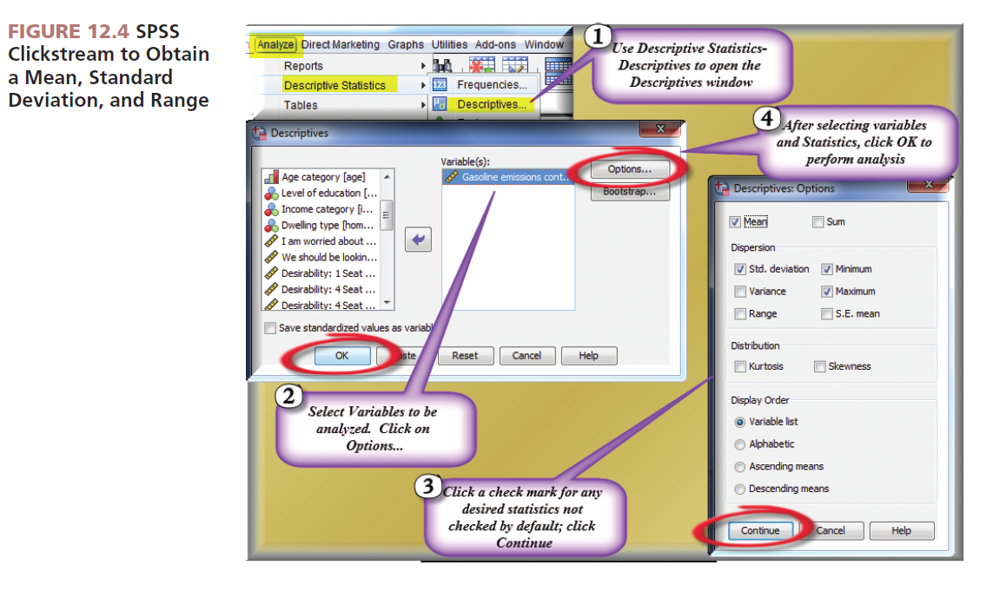 FIGURE 12.4 SPSS
Clickstream to Obtain
a Mean, Standard
Deviation, and Range
Analyze Direct Marketing Graphs Utilities Add-ons Window
Reports
Descriptive Statistics
Tables
123 Frequencies...
Descriptives...
1
Use Descriptive Statistics-
Descriptives to open the
Descriptives window
Descriptives
Age category [age]
Level of education [...
Income category [i...
Dwelling type [hom...
I am worried about ...
We should be lookin...
Desirability: 1 Seat ...
Desirability: 4 Seat ...
Desirability: 4 Seat ...
Variable(s):
Gasoline emissions cont...
Options...
Bootstrap...
Save standardized values as variabl
OK
Reset
Cancel
Help
4
After selecting variables
and Statistics, click OK to
perform analysis
2
Select Variables to be
analyzed. Click on
Options...
3
Click a check mark for any
desired statistics not
checked by default; click
Continue
Descriptives: Options
Mean Sum
Dispersion
Std. deviation Minimum
Variance Maximum
Range S.E. mean
Distribution
Kurtosis Skewness
Display Order
Variable list
Alphabetic
Ascending means
Descending means
Continue Cancel Help